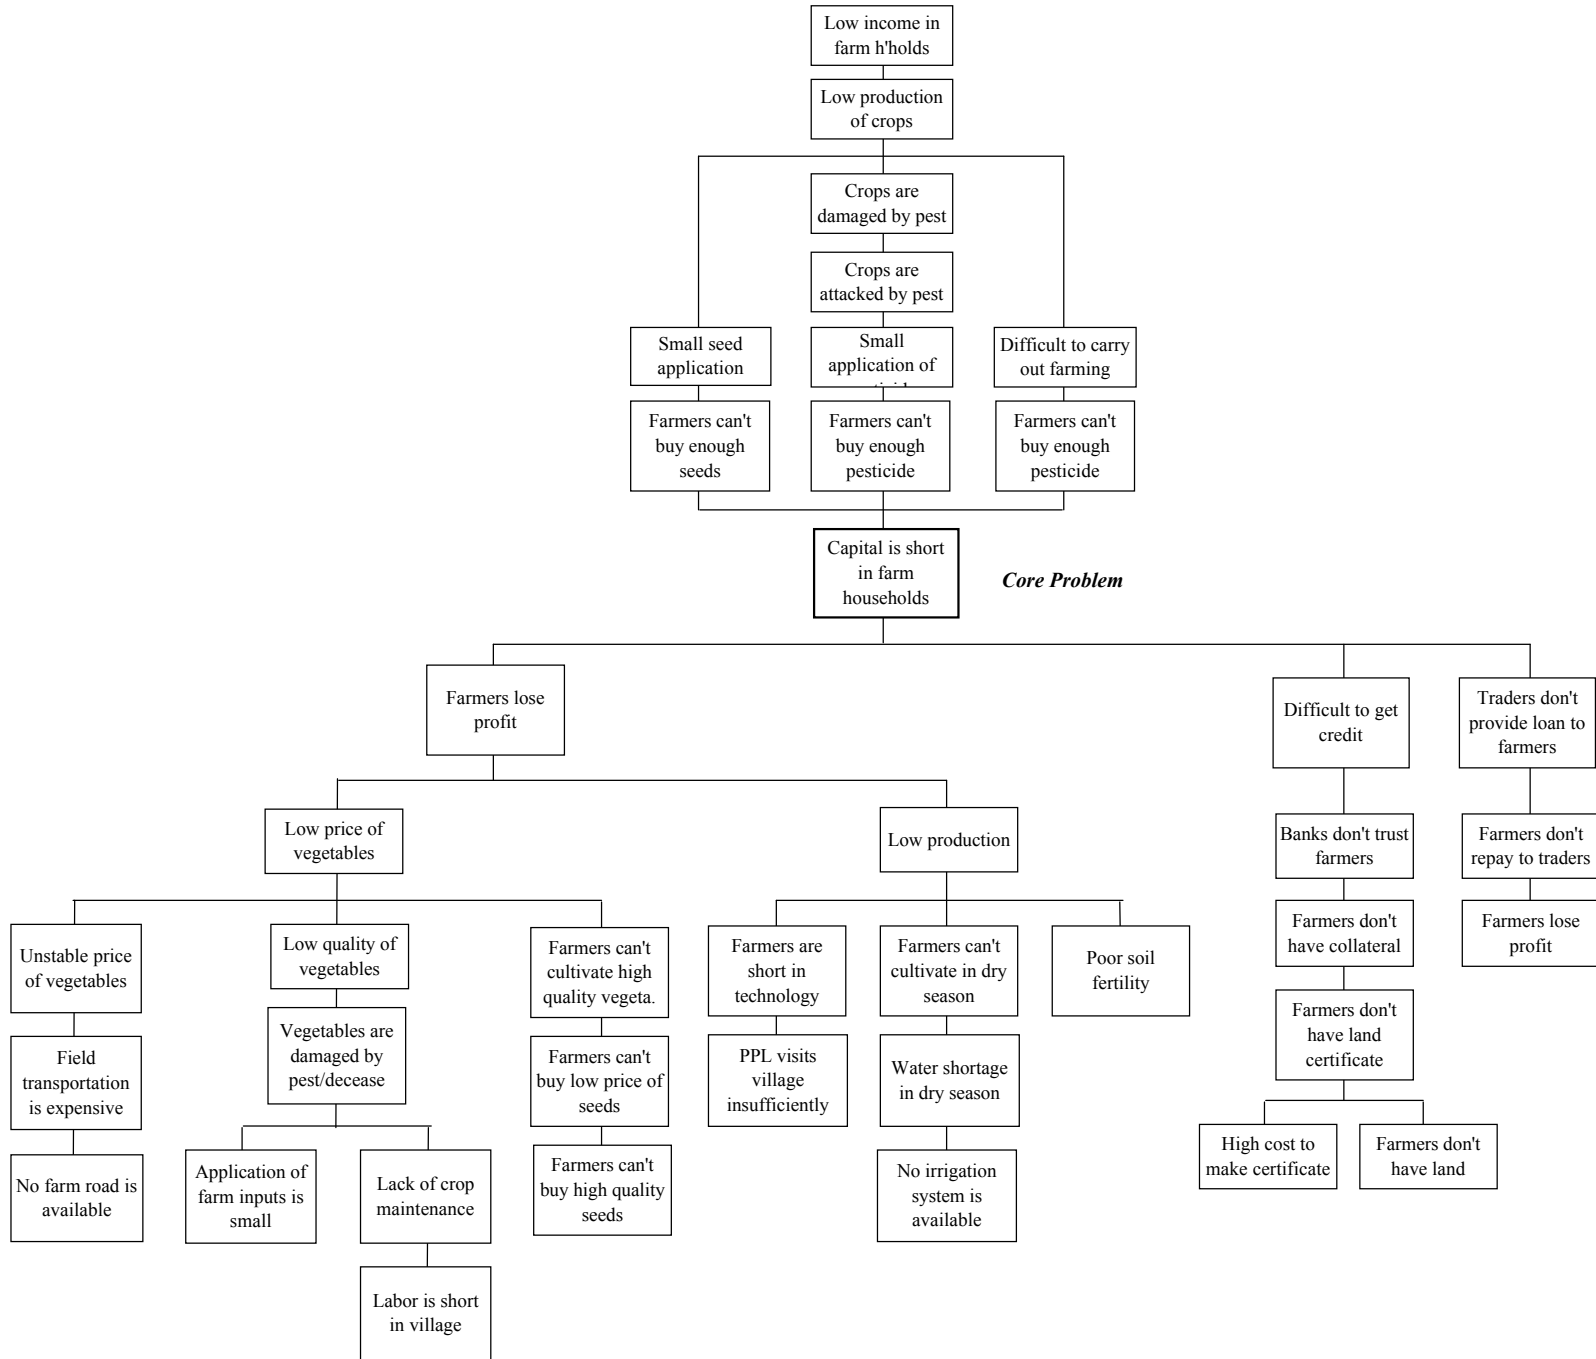 Low income in
farm h'holds
Low production
of crops
Crops are
damaged by pest
Crops are
attacked by pest
Small seed
application
Small
application of
Difficult to carry
out farming
Farmers can't
buy enough
seeds
Farmers can't
buy enough
pesticide
Farmers can't
buy enough
pesticide
Capital is short
in farm
households
Core Problem
Farmers lose
profit
Difficult to get
credit
Traders don't
provide loan to
farmers
Low price of
vegetables
Low production
Banks don't trust
farmers
Farmers don't
repay to traders
Unstable price
of vegetables
Low quality of
vegetables
Farmers can't
cultivate high
quality vegeta.
Farmers are
short in
technology
Farmers can't
cultivate in dry
season
Poor soil
fertility
Farmers don't
have collateral
Farmers lose
profit
Field
transportation
is expensive
Vegetables are
damaged by
pest/decease
Farmers can't
buy low price of
seeds
PPL visits
village
insufficiently
Water shortage
in dry season
Farmers don't
have land
certificate
No farm road is
available
Application of
farm inputs is
small
Lack of crop
maintenance
Farmers can't
buy high quality
seeds
No irrigation
system is
available
High cost to
make certificate
Farmers don't
have land
Labor is short
in village